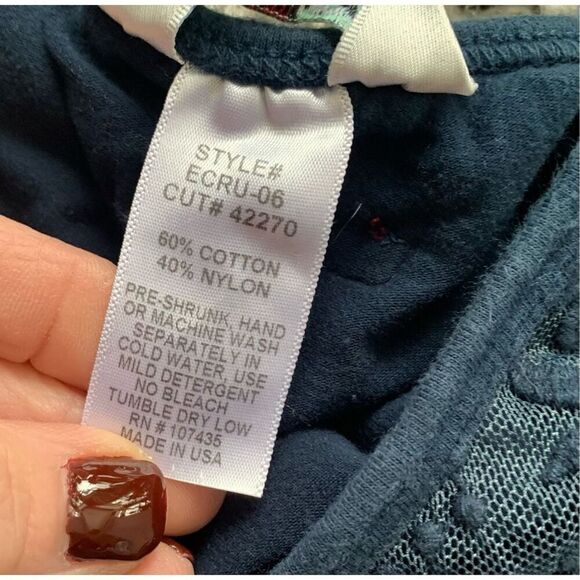 STYLE#
ECRU-06
CUT# 42270
60% COTTON
40% NYLON
PRE-SHRUNK, HAND
OR MACHINE WASH
SEPARATELY IN
COLD WATER, USE
MILD DETERGENT
NO BLEACH
TUMBLE DRY LOW
RN # 107435
MADE IN USA